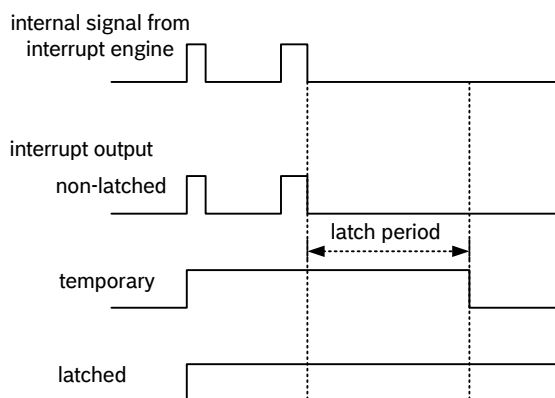 internal signal from
interrupt engine
interrupt output
non-latched
latch period
temporary
latched